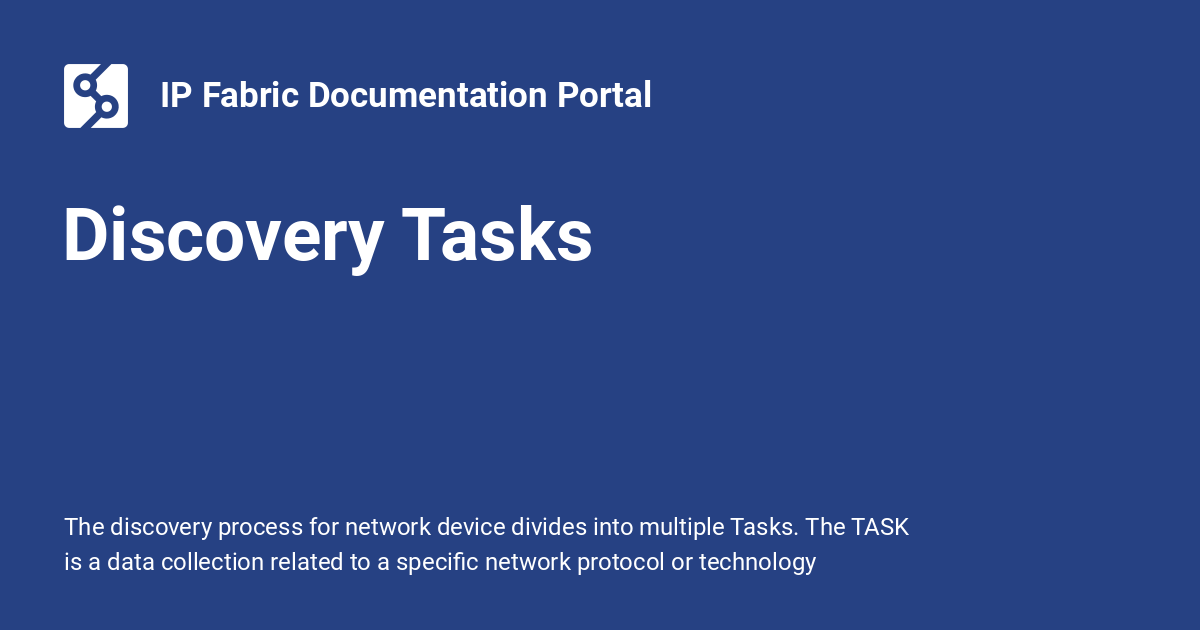 IP Fabric Documentation Portal
Discovery Tasks
The discovery process for network device divides into multiple Tasks. The TASK
is a data collection related to a specific network protocol or technology